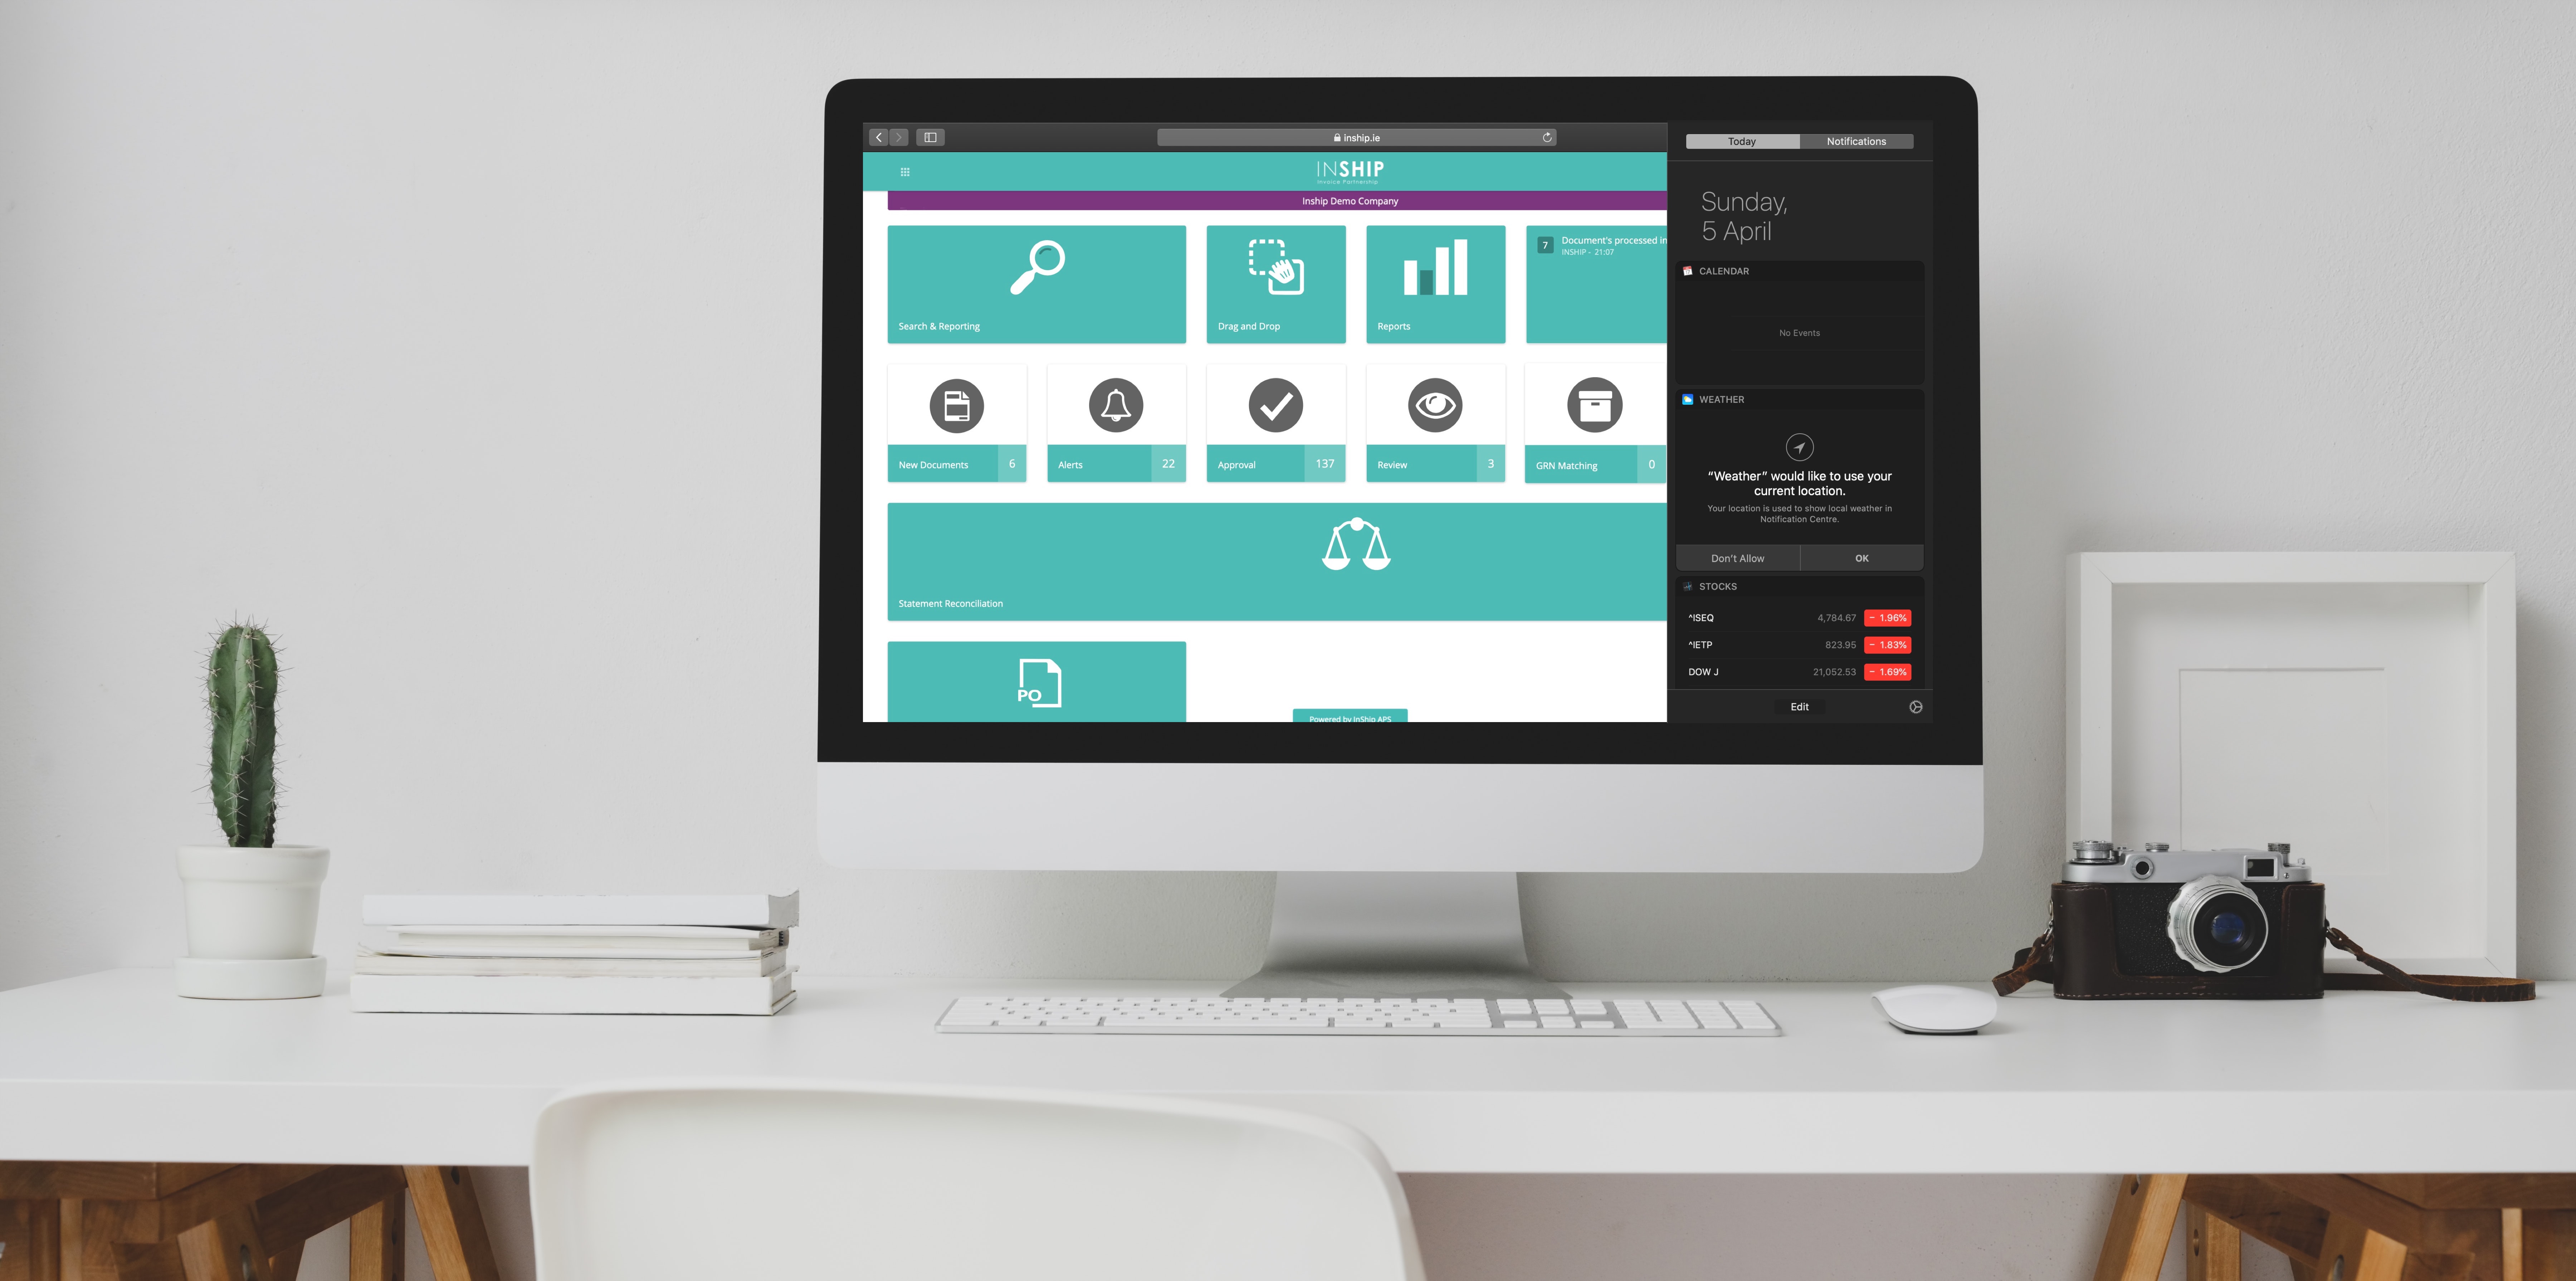 inship.ie
INSHIP
Invoice Partnership
Inship Demo Company
Search & Reporting
Drag and Drop
Reports
7
Document's processed in
INSHIP - 21:07
New Documents 6
Alerts 22
Approval 137
Review 3
GRN Matching 0
Statement Reconciliation
PO
Powered by InShip APS
Today
Notifications
Sunday,
5 April
CALENDAR
No Events
WEATHER
“Weather” would like to use your
current location.
Your location is used to show local weather in
Notification Centre.
Don't Allow
OK
STOCKS
^ISEQ 4,784.67 - 1.96%
^IETP 823.95 - 1.83%
DOW J 21,052.53 - 1.69%
Edit